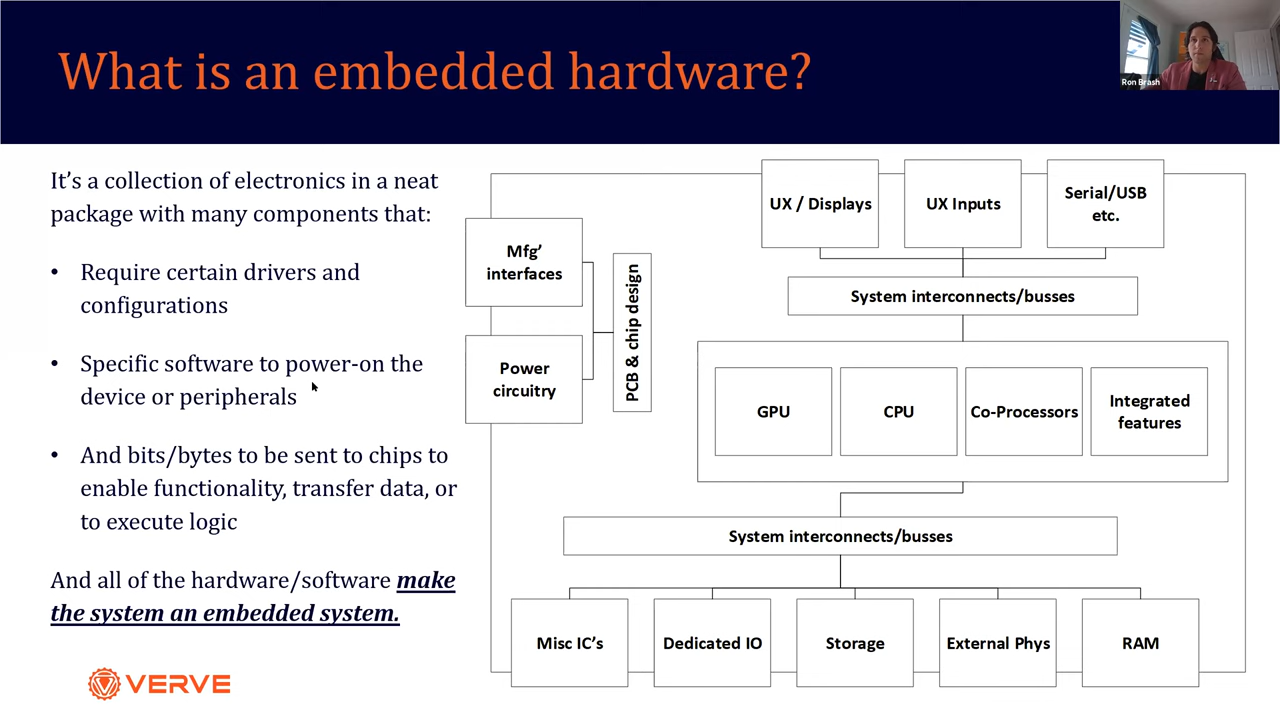 What is an embedded hardware?
Ron Brash
It’s a collection of electronics in a neat
package with many components that:
• Require certain drivers and
configurations
• Specific software to power-on the
device or peripherals
• And bits/bytes to be sent to chips to
enable functionality, transfer data, or
to execute logic
And all of the hardware/software make
the system an embedded system.
VERVE
UX / Displays
UX Inputs
Serial/USB
etc.
Mfg’
interfaces
Power
circuitry
PCB & chip design
System interconnects/busses
GPU
CPU
Co-Processors
Integrated
features
System interconnects/busses
Misc IC’s
Dedicated IO
Storage
External Phys
RAM